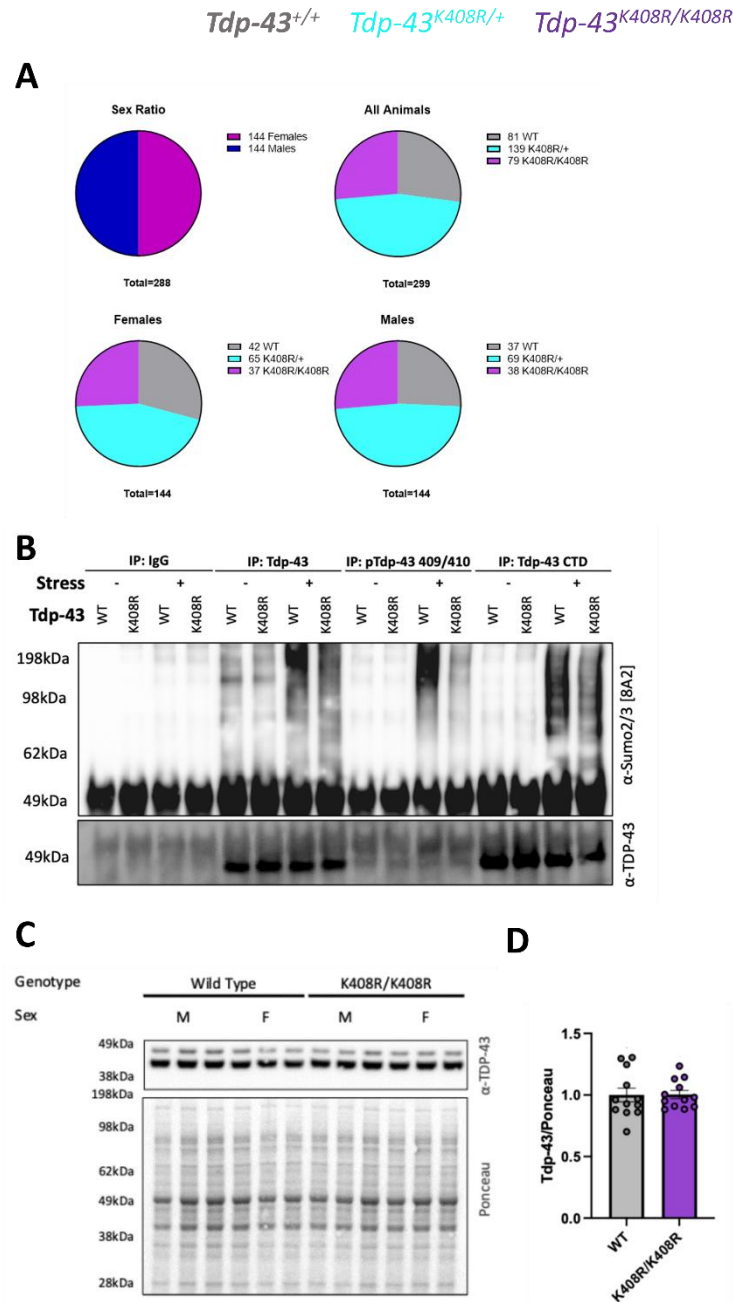 Tdp-43+/+ Tdp-43K408R/+ Tdp-43K408R/K408R
A
Sex Ratio
144 Females
144 Males
Total=288
All Animals
81 WT
139 K408R/+
79 K408R/K408R
Total=299
Females
42 WT
65 K408R/+
37 K408R/K408R
Total=144
Males
37 WT
69 K408R/+
38 K408R/K408R
Total=144
B
IP: IgG IP: Tdp-43 IP: pTdp-43 409/410 IP: Tdp-43 CTD
Stress - + - + - + - +
Tdp-43 WT K408R WT K408R WT K408R WT K408R WT K408R WT K408R WT K408R WT K408R
198kDa
98kDa
62kDa
49kDa
α-Sumo2/3 [8A2]
49kDa
α-TDP-43
C
Genotype Wild Type K408R/K408R
Sex M F M F
49kDa
38kDa
α-TDP-43
198kDa
98kDa
62kDa
49kDa
38kDa
28kDa
Ponceau
D
Tdp-43/Ponceau
1.5
1.0
0.5
0.0
WT
K408R/K408R